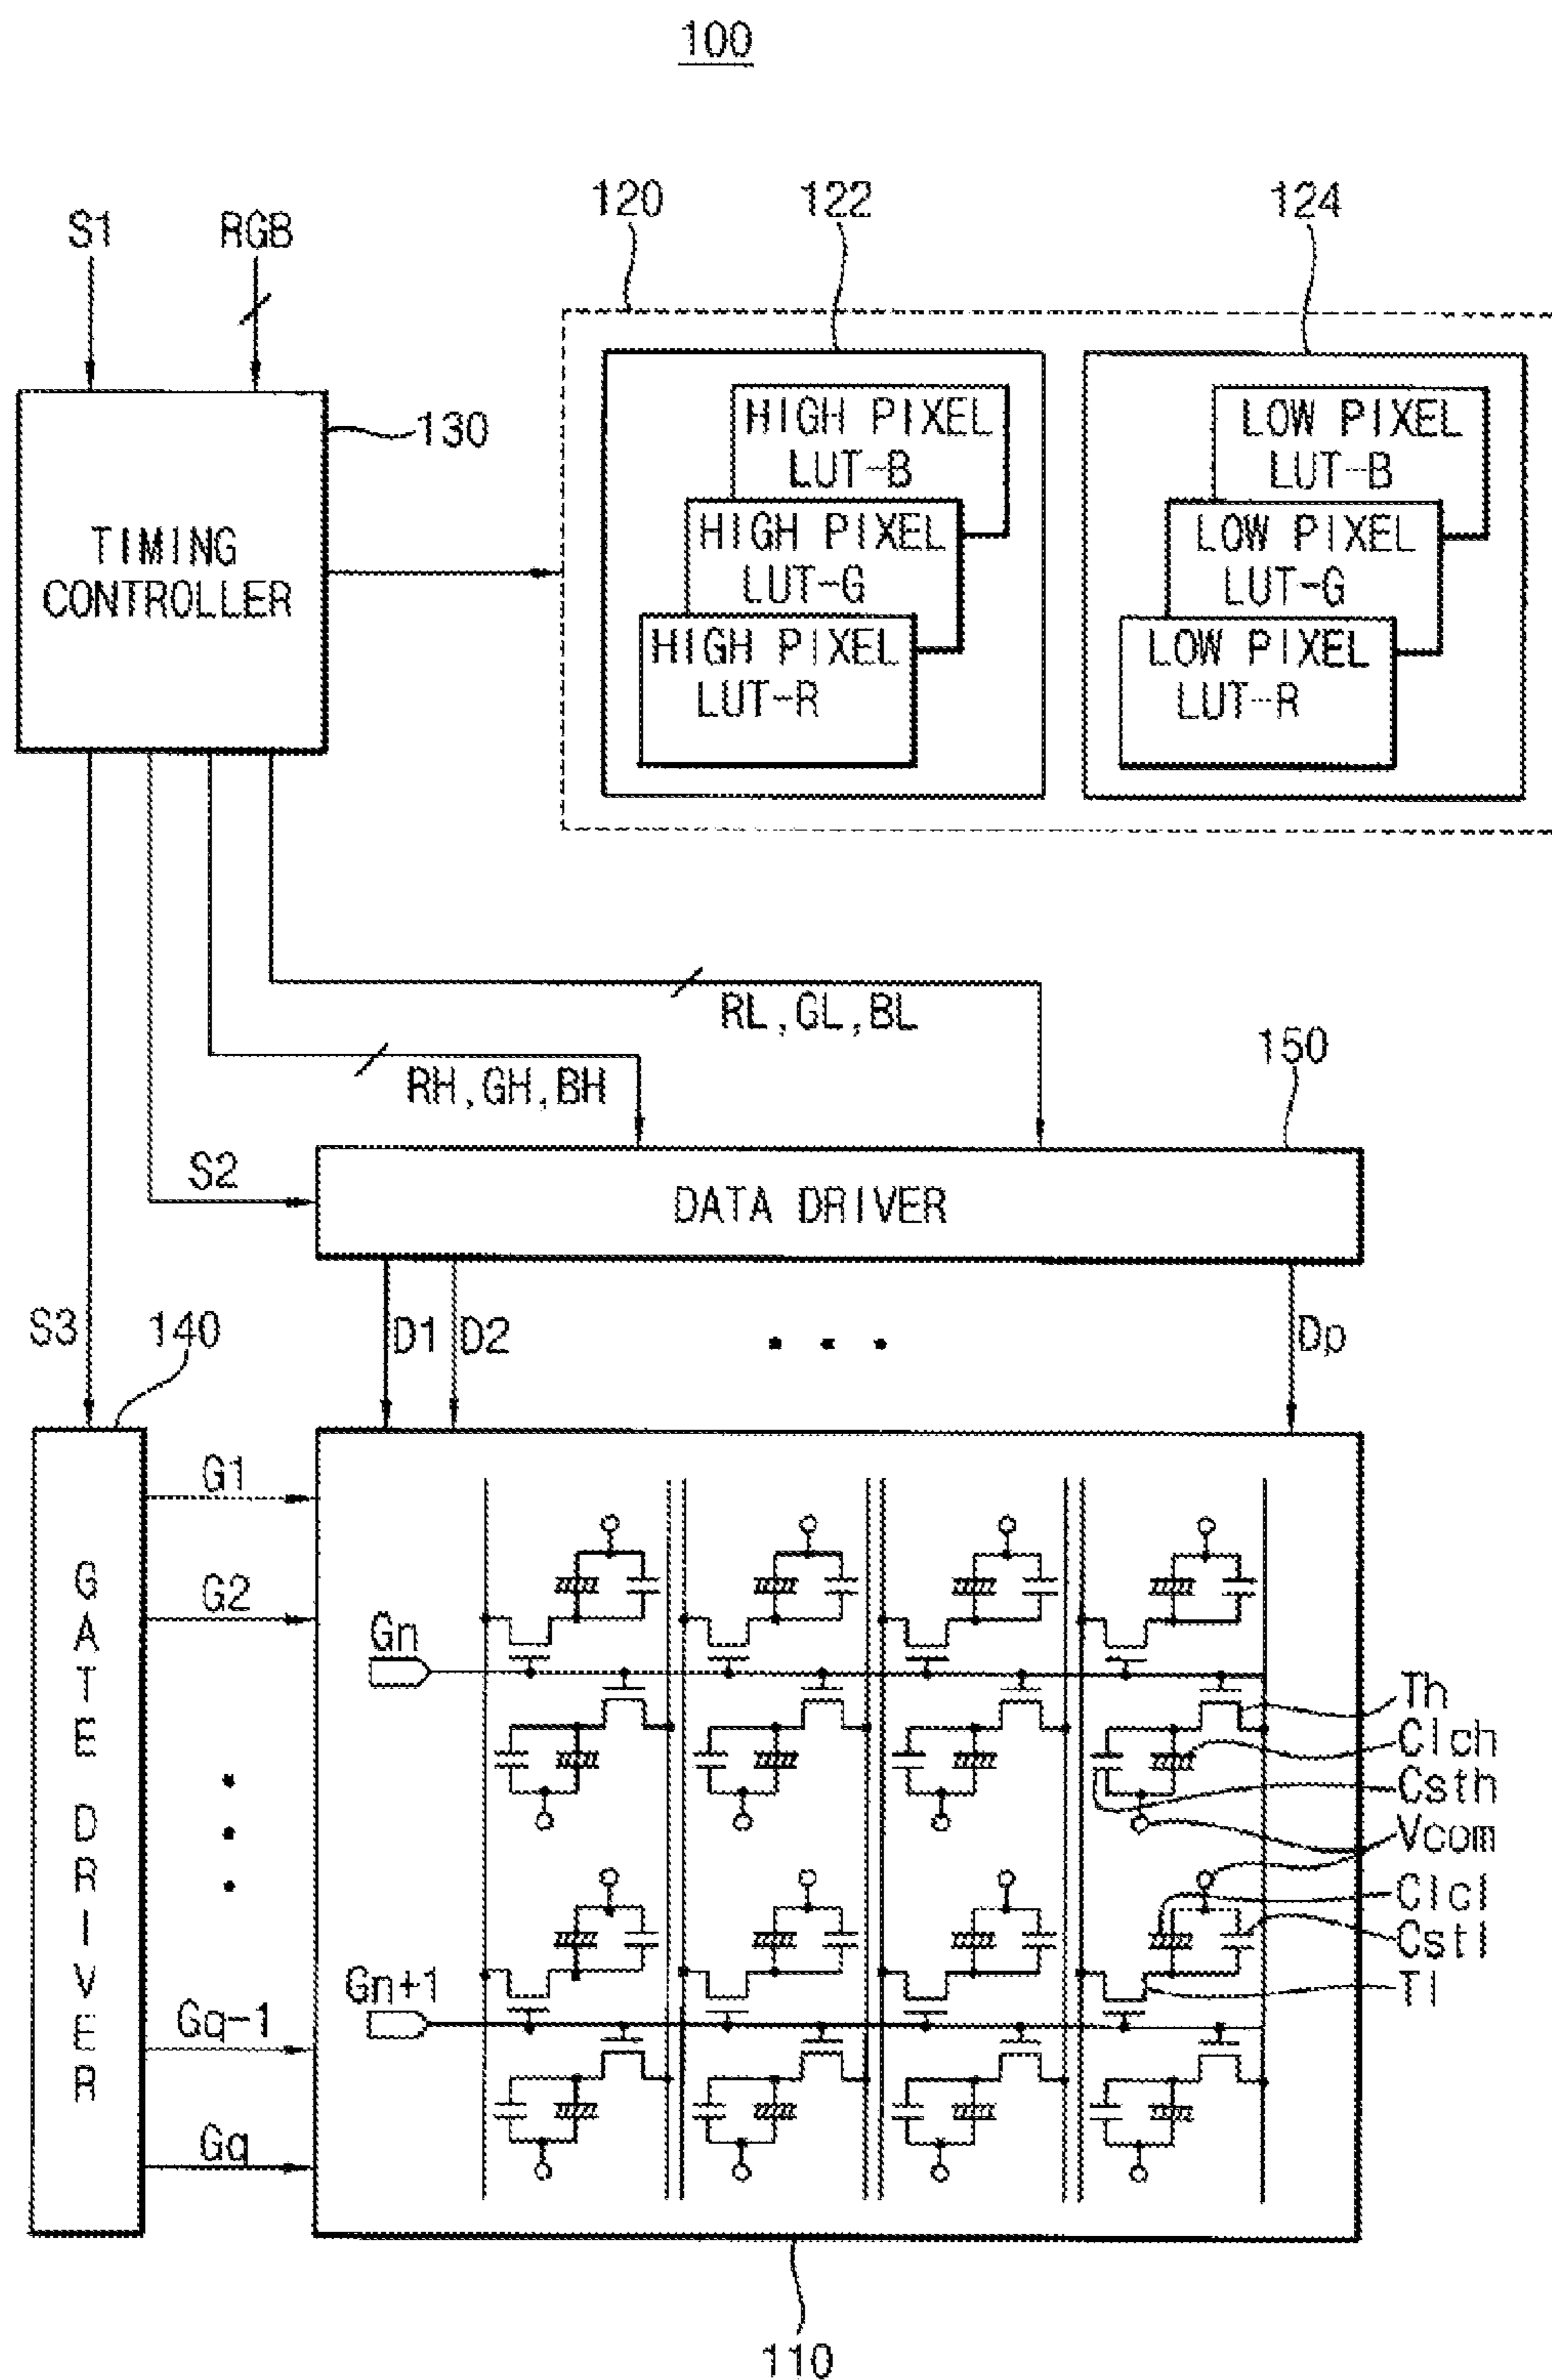 100
120
122
124
S1
RGB
130
TIMING
CONTROLLER
HIGH PIXEL
LUT-B
HIGH PIXEL
LUT-G
HIGH PIXEL
LUT-R
LOW PIXEL
LUT-B
LOW PIXEL
LUT-G
LOW PIXEL
LUT-R
RL,GL,BL
RH,GH,BH
150
S2
DATA DRIVER
S3
140
D1
D2
Dp
GATE DRIVER
G1
G2
Gq-1
Gq
Gn
Gn+1
Th
Clch
Csth
Vcom
Clcl
Cstl
Tl
110